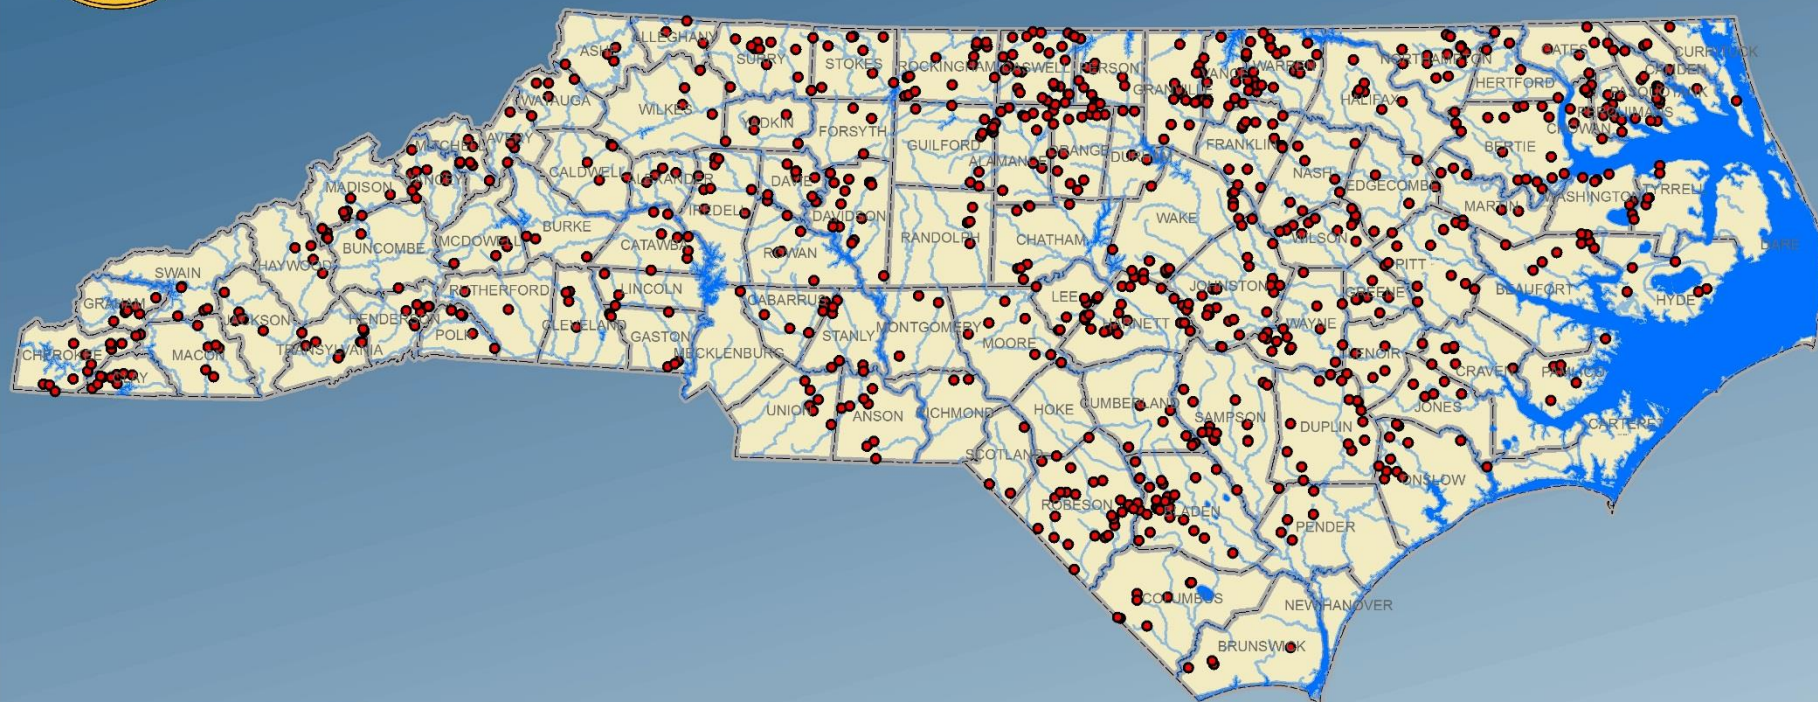 ALLEGHANY
ASHE
SURRY
STOKES
ROCKINGHAM
CASWELL
PERSON
GRANVILLE
VANCE
WARREN
NORTHAMPTON
GATES
CURRITUCK
CAMDEN
HERTFORD
PASQUOTANK
HALIFAX
PERQUIMANS
CHOWAN
WATAUGA
WILKES
YADKIN
FORSYTH
GUILFORD
ALAMANCE
ORANGE
DURHAM
FRANKLIN
BERTIE
MITCHELL
AVERY
YANCEY
CALDWELL
ALEXANDER
DAVIE
IREDELL
NASH
EDGECOMBE
MARTIN
WASHINGTON
TYRRELL
DARE
MADISON
BUNCOMBE
MCDOWELL
BURKE
CATAWBA
ROWAN
DAVIDSON
RANDOLPH
CHATHAM
WAKE
WILSON
PITT
HAYWOOD
SWAIN
GRAHAM
JACKSON
RUTHERFORD
LINCOLN
CABARRUS
LEE
JOHNSTON
GREENE
BEAUFORT
HYDE
HENDERSON
POLK
CLEVELAND
GASTON
MECKLENBURG
STANLY
MONTGOMERY
MOORE
HARNETT
WAYNE
LENOIR
CRAVEN
PAMLICO
CHEROKEE
CLAY
MACON
TRANSYLVANIA
UNION
ANSON
RICHMOND
HOKE
CUMBERLAND
SAMPSON
DUPLIN
JONES
CARTERET
SCOTLAND
ROBESON
BLADEN
PENDER
ONSLOW
COLUMBUS
NEW HANOVER
BRUNSWICK